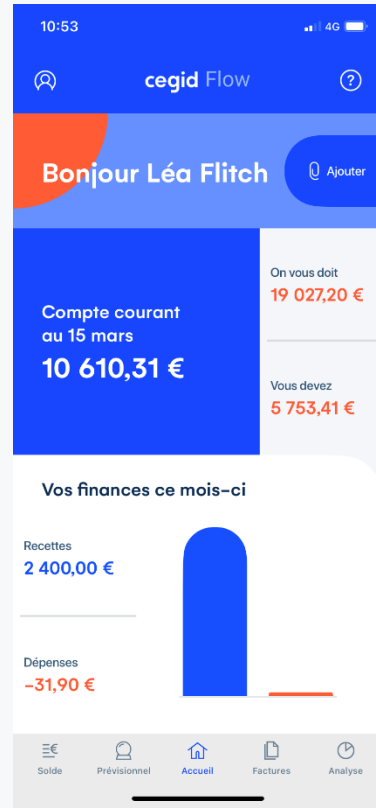 10:53
4G
cegid Flow
?
Bonjour Léa Flitch
Ajouter
Compte courant
au 15 mars
10 610,31 €
On vous doit
19 027,20 €
Vous devez
5 753,41 €
Vos finances ce mois-ci
Recettes
2 400,00 €
Dépenses
-31,90 €
€
Solde
Prévisionnel
Accueil
Factures
Analyse